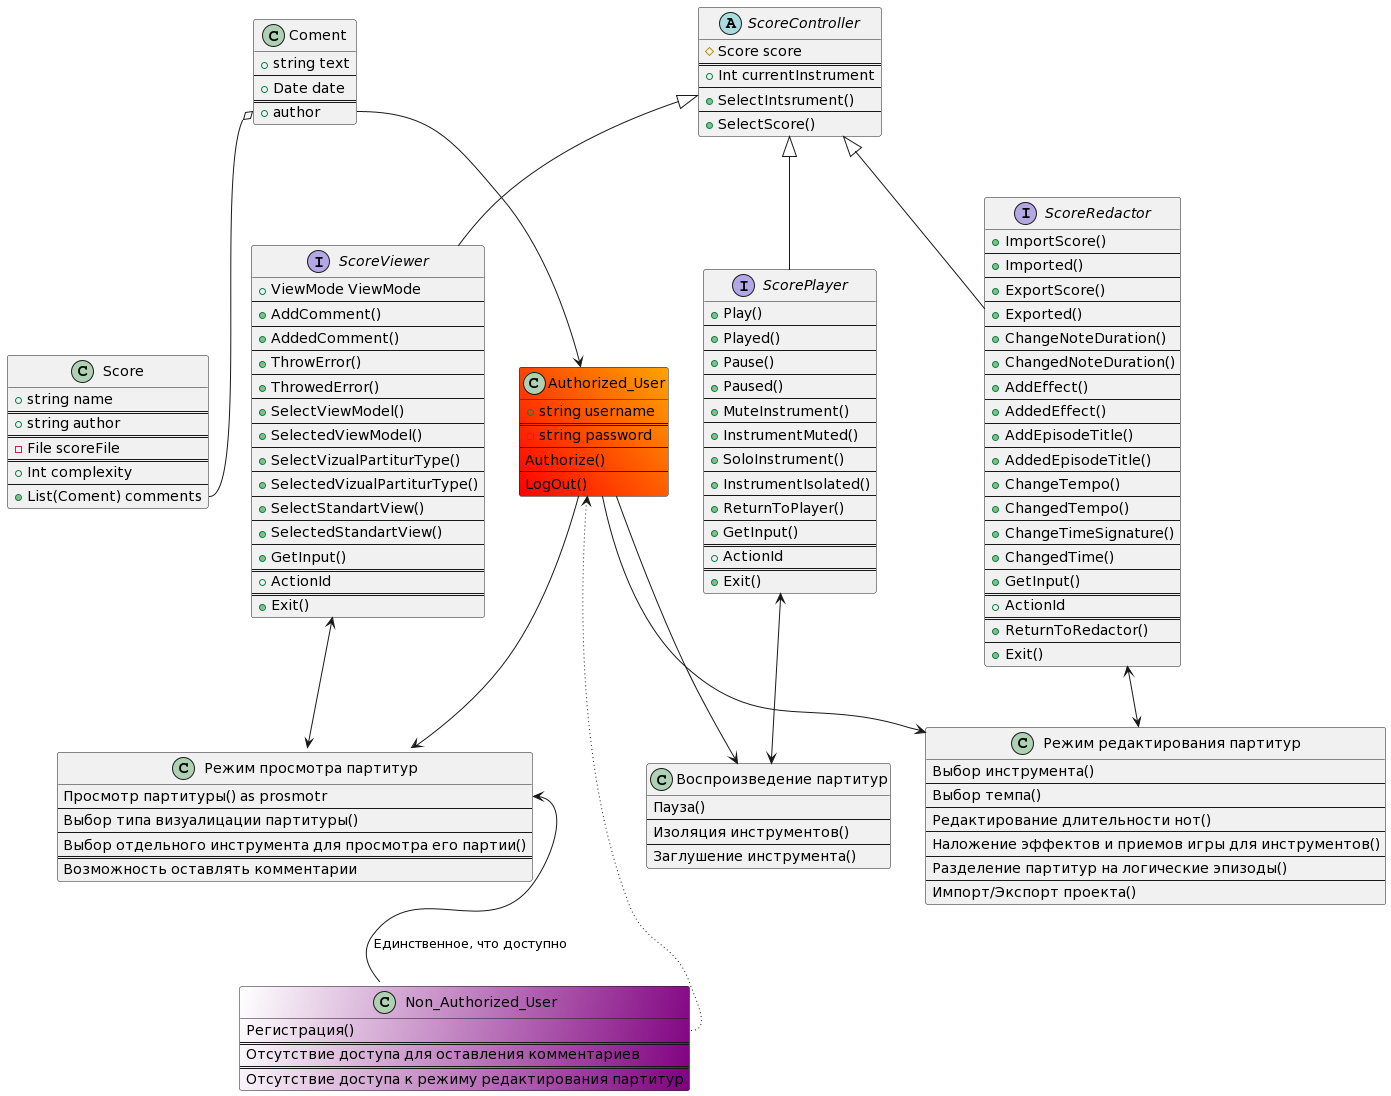 C Coment
string text
Date date
author
A ScoreController
Score score
Int currentInstrument
SelectIntsrument()
SelectScore()
I ScoreRedactor
ImportScore()
Imported()
ExportScore()
Exported()
ChangeNoteDuration()
ChangedNoteDuration()
AddEffect()
AddedEffect()
AddEpisodeTitle()
AddedEpisodeTitle()
ChangeTempo()
ChangedTempo()
ChangeTimeSignature()
ChangedTime()
GetInput()
ActionId
ReturnToRedactor()
Exit()
I ScoreViewer
ViewMode ViewMode
AddComment()
AddedComment()
ThrowError()
ThrowedError()
SelectViewModel()
SelectedViewModel()
SelectVizualPartiturType()
SelectedVizualPartiturType()
SelectStandartView()
SelectedStandartView()
GetInput()
ActionId
Exit()
I ScorePlayer
Play()
Played()
Pause()
Paused()
MuteInstrument()
InstrumentMuted()
SoloInstrument()
InstrumentIsolated()
ReturnToPlayer()
GetInput()
ActionId
Exit()
C Score
string name
string author
File scoreFile
Int complexity
List(Coment) comments
C Authorized_User
string username
string password
Authorize()
LogOut()
C Режим просмотра партитур
Просмотр партитуры() as prosmotr
Выбор типа визуалицации партитуры()
Выбор отдельного инструмента для просмотра его партии()
Возможность оставлять комментарии
C Воспроизведение партитур
Пауза()
Изоляция инструментов()
Заглушение инструмента()
C Режим редактирования партитур
Выбор инструмента()
Выбор темпа()
Редактирование длительности нот()
Наложение эффектов и приемов игры для инструментов()
Разделение партитур на логические эпизоды()
Импорт/Экспорт проекта()
Единственное, что доступно
C Non_Authorized_User
Регистрация()
Отсутствие доступа для оставления комментариев
Отсутствие доступа к режиму редактирования партитур